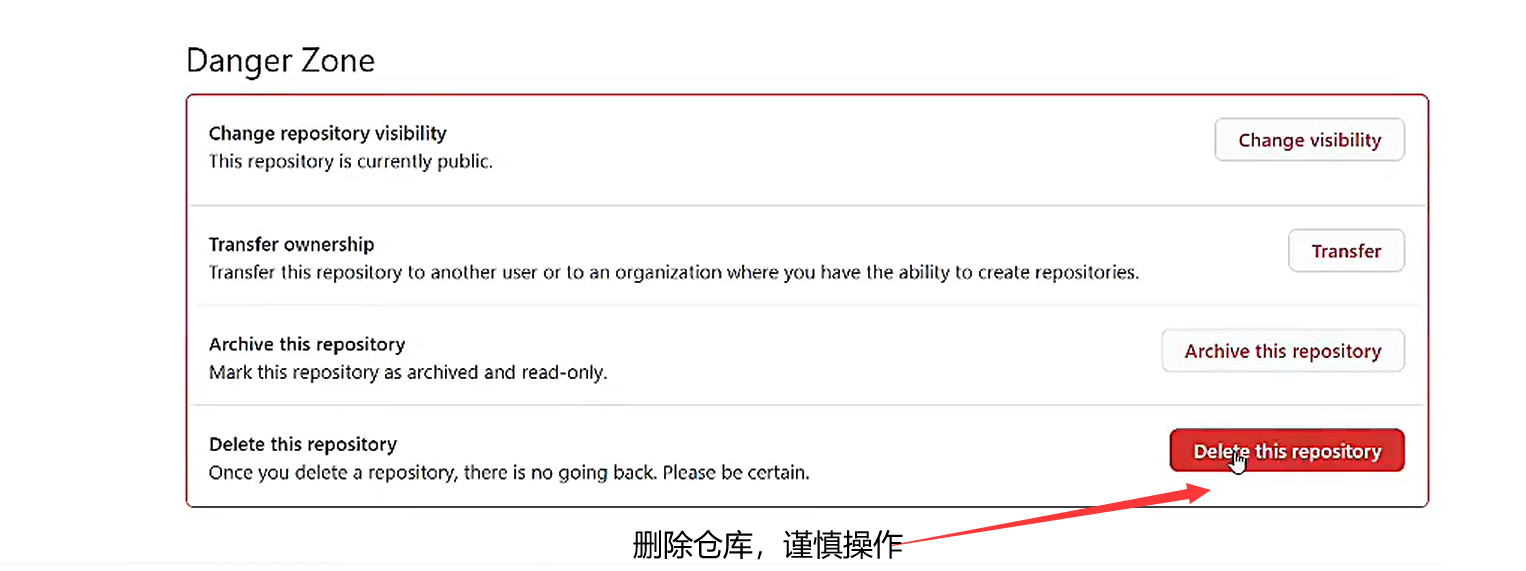 Danger Zone
Change repository visibility
This repository is currently public.
Change visibility
Transfer ownership
Transfer this repository to another user or to an organization where you have the ability to create repositories.
Transfer
Archive this repository
Mark this repository as archived and read-only.
Archive this repository
Delete this repository
Once you delete a repository, there is no going back. Please be certain.
Delete this repository
删除仓库，谨慎操作